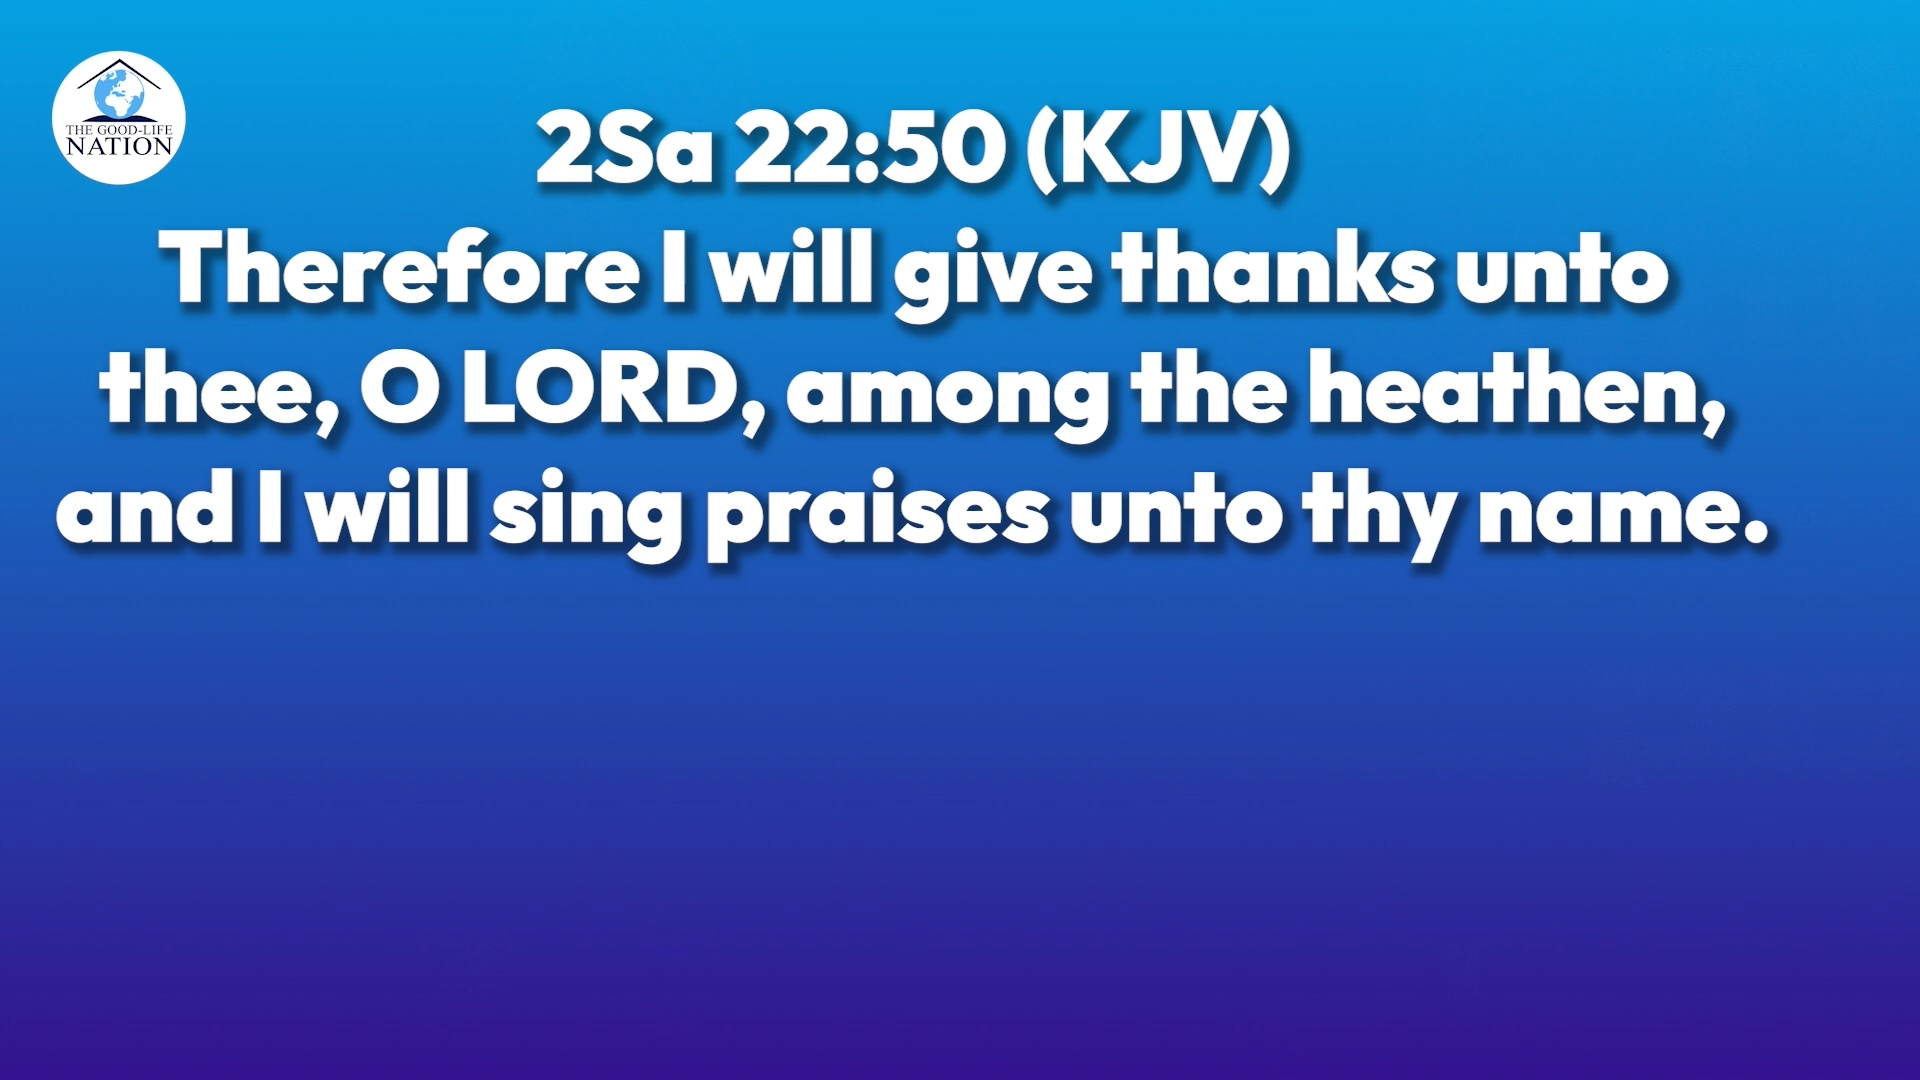 THE GOOD-LIFE
NATION
2Sa 22:50 (KJV)
Therefore I will give thanks unto
thee, O LORD, among the heathen,
and I will sing praises unto thy name.